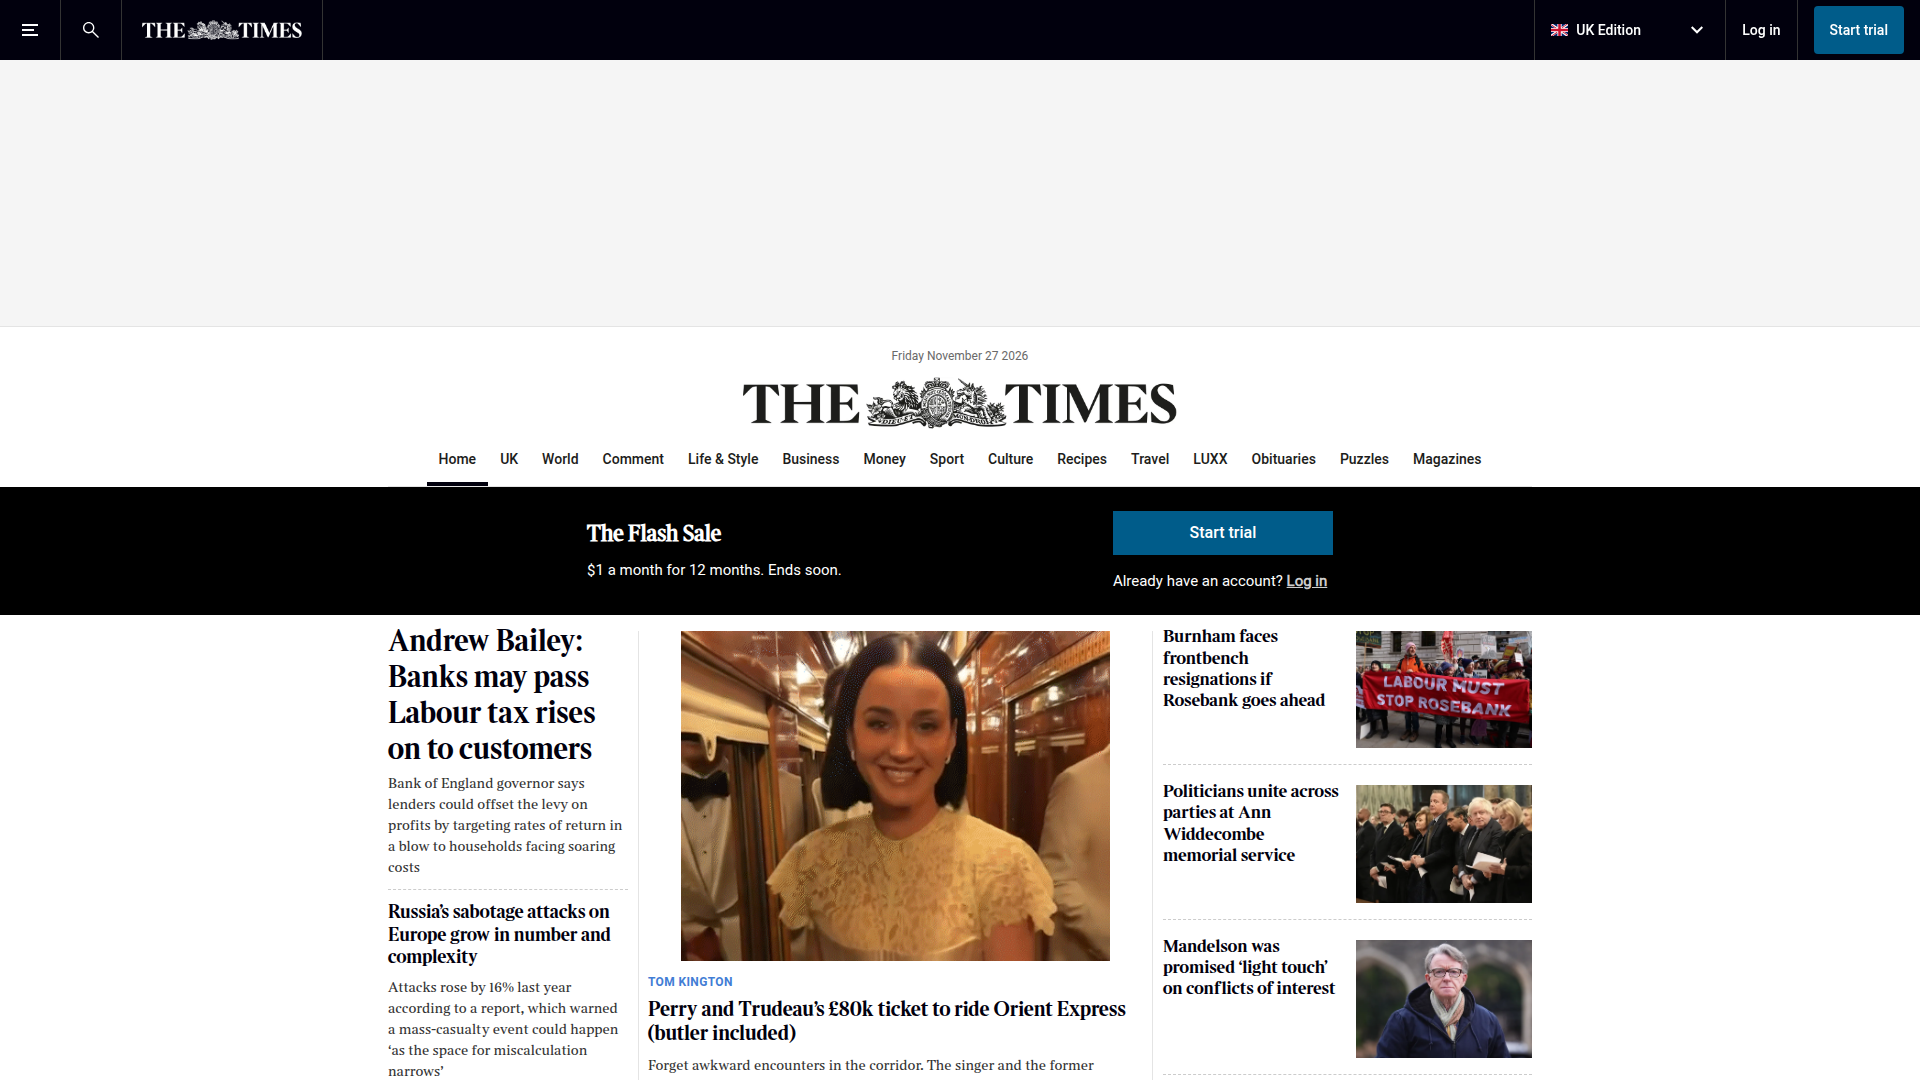 THE TIMES
UK Edition
Log in
Start trial
Friday November 27 2026
THE TIMES
Home
UK
World
Comment
Life & Style
Business
Money
Sport
Culture
Recipes
Travel
LUXX
Obituaries
Puzzles
Magazines
The Flash Sale
$1 a month for 12 months. Ends soon.
Start trial
Already have an account? Log in
Andrew Bailey:
Banks may pass
Labour tax rises
on to customers
Bank of England governor says
lenders could offset the levy on
profits by targeting rates of return in
a blow to households facing soaring
costs
Russia’s sabotage attacks on
Europe grow in number and
complexity
Attacks rose by 16% last year
according to a report, which warned
a mass-casualty event could happen
‘as the space for miscalculation
narrows’
TOM KINGTON
Perry and Trudeau’s £80k ticket to ride Orient Express
(butler included)
Forget awkward encounters in the corridor. The singer and the former
Burnham faces
frontbench
resignations if
Rosebank goes ahead
LABOUR MUST
STOP ROSEBANK
Politicians unite across
parties at Ann
Widdecombe
memorial service
Mandelson was
promised ‘light touch’
on conflicts of interest